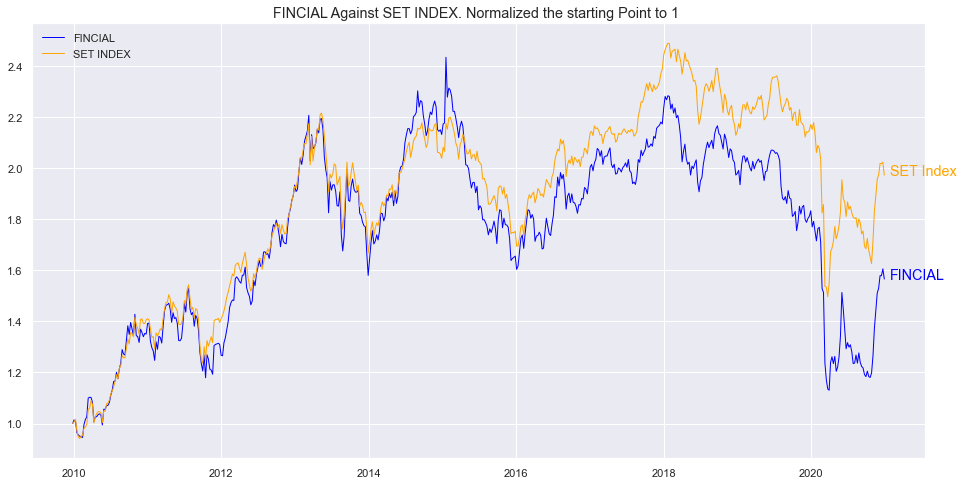 FINCIAL Against SET INDEX. Normalized the starting Point to 1
FINCIAL
SET INDEX
2.4
2.2
2.0
1.8
1.6
1.4
1.2
1.0
SET Index
FINCIAL
2010
2012
2014
2016
2018
2020